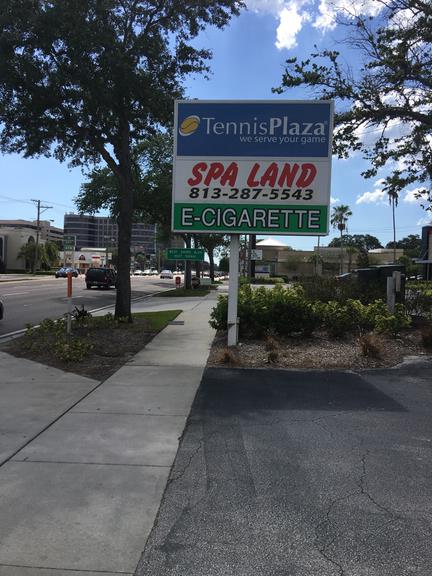 TennisPlaza
we serve your game
SPA LAND
813-287-5543
E-CIGARETTE